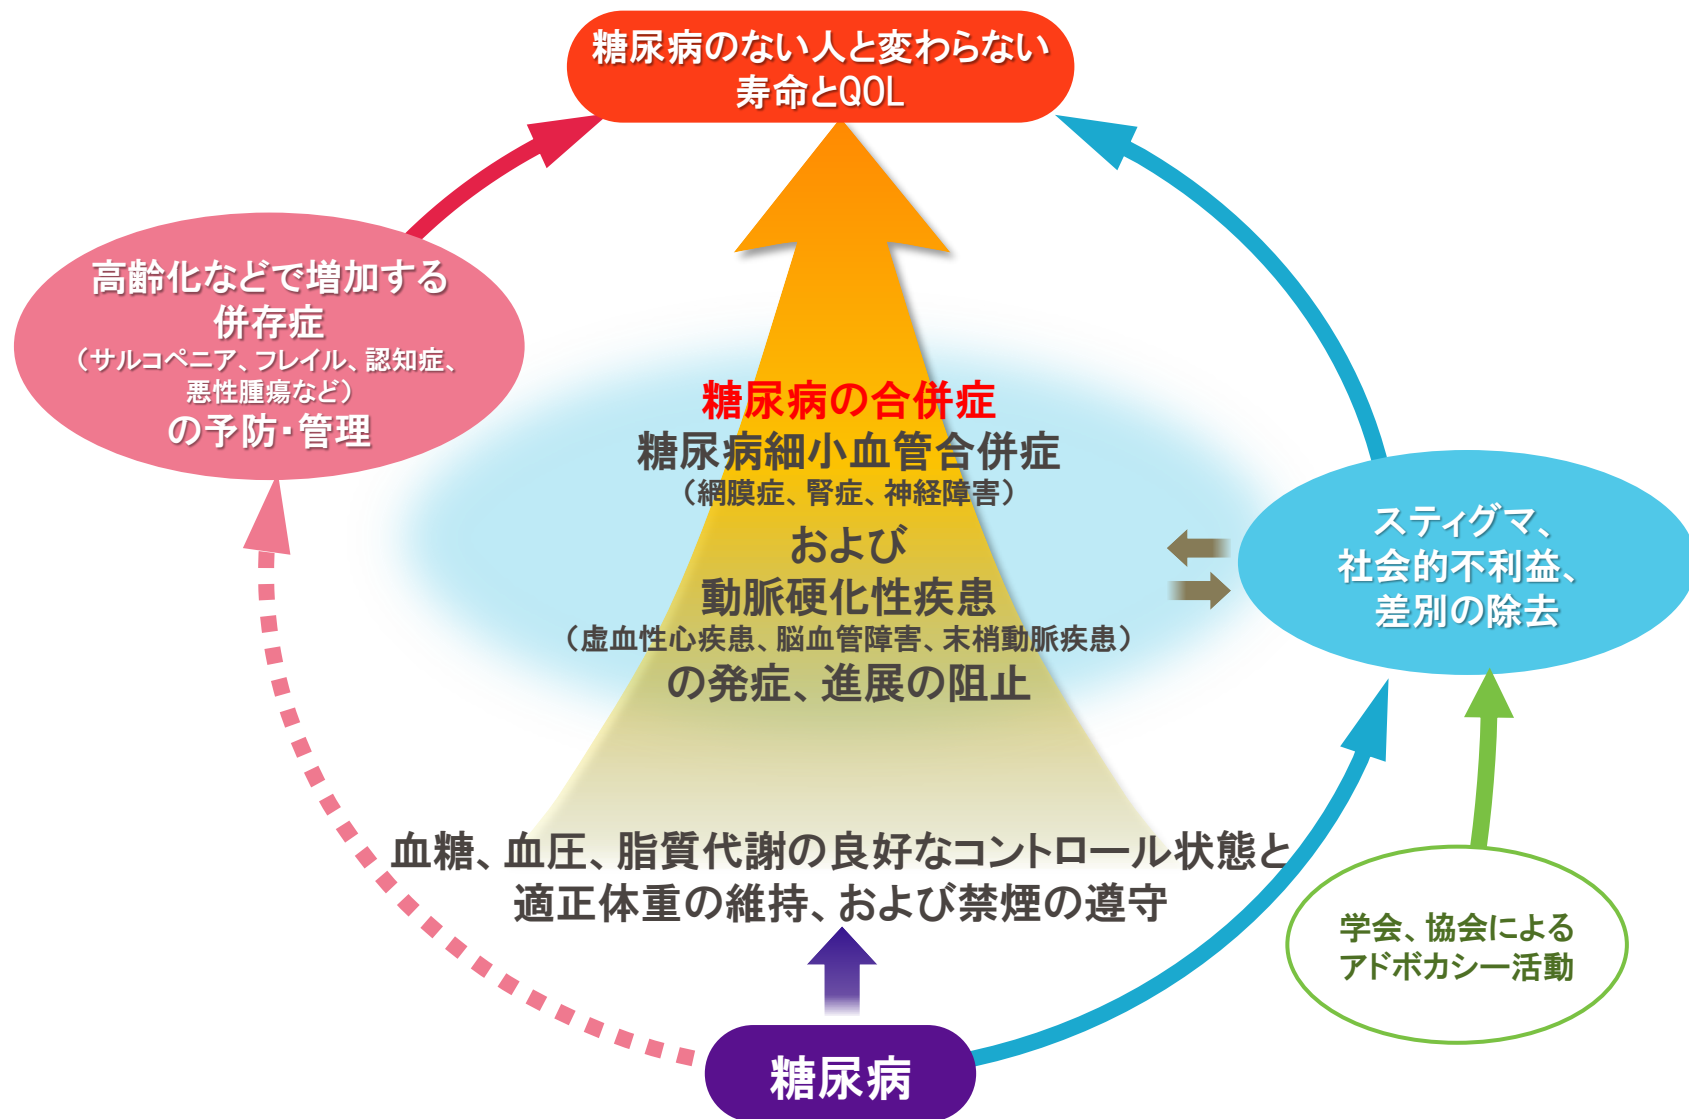 糖尿病のない人と変わらない
寿命とQOL
高齢化などで増加する
併存症
（サルコペニア、フレイル、認知症、
悪性腫瘍など）
の予防・管理
糖尿病の合併症
糖尿病細小血管合併症
（網膜症、腎症、神経障害）
および
動脈硬化性疾患
（虚血性心疾患、脳血管障害、末梢動脈疾患）
の発症、進展の阻止
スティグマ、
社会的不利益、
差別の除去
血糖、血圧、脂質代謝の良好なコントロール状態と
適正体重の維持、および禁煙の遵守
学会、協会による
アドボカシー活動
糖尿病